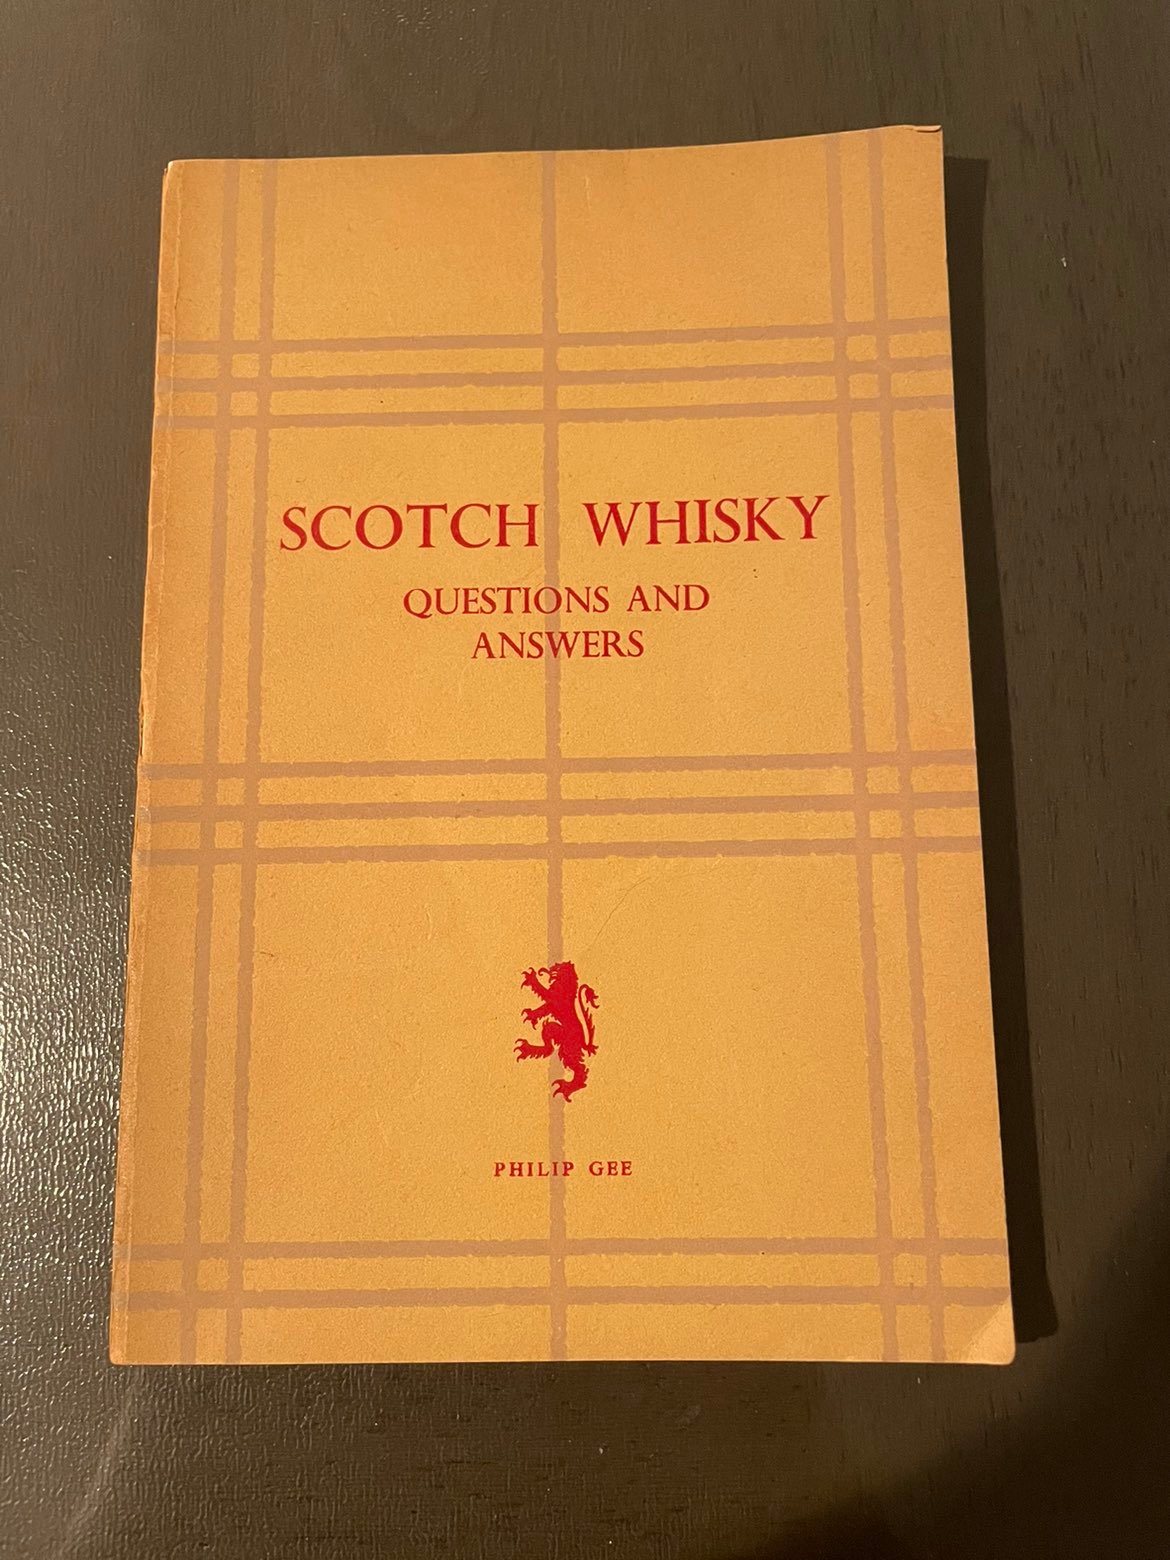 SCOTCH WHISKY
QUESTIONS AND
ANSWERS
PHILIP GEE